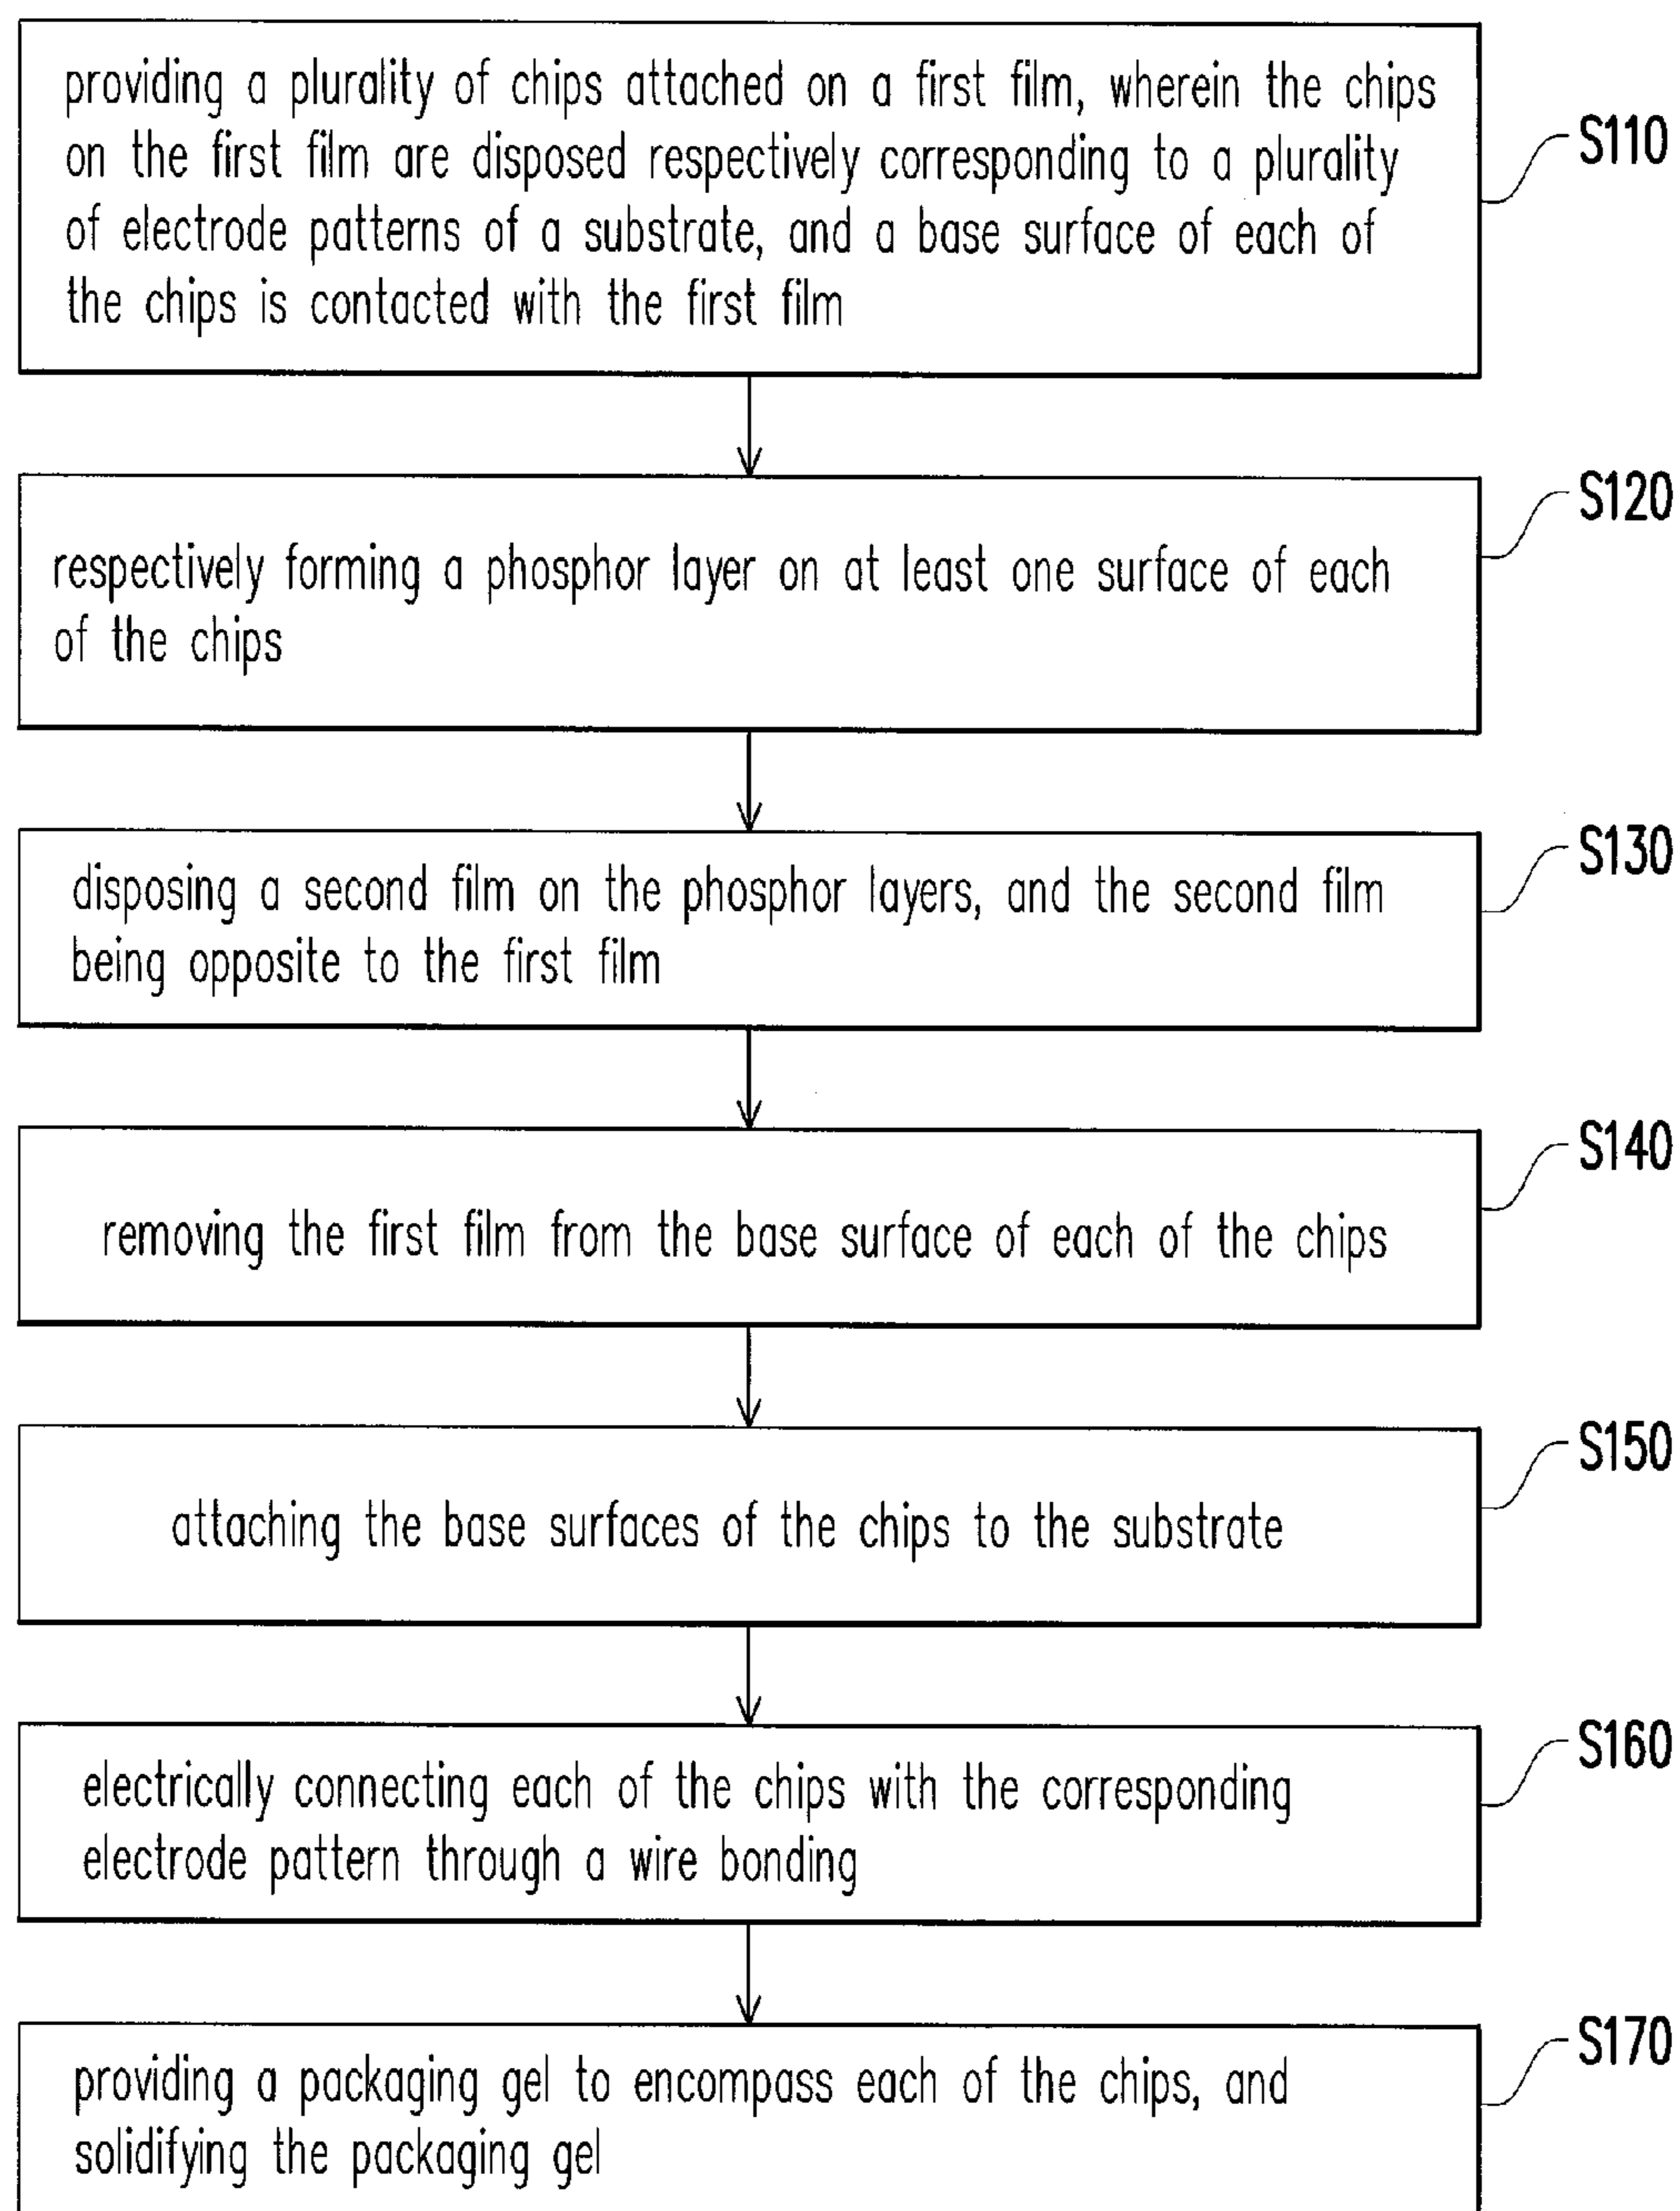 providing a plurality of chips attached on a first film, wherein the chips
on the first film are disposed respectively corresponding to a plurality
of electrode patterns of a substrate, and a base surface of each of
the chips is contacted with the first film
S110
respectively forming a phosphor layer on at least one surface of each
of the chips
S120
disposing a second film on the phosphor layers, and the second film
being opposite to the first film
S130
removing the first film from the base surface of each of the chips
S140
attaching the base surfaces of the chips to the substrate
S150
electrically connecting each of the chips with the corresponding
electrode pattern through a wire bonding
S160
providing a packaging gel to encompass each of the chips, and
solidifying the packaging gel
S170